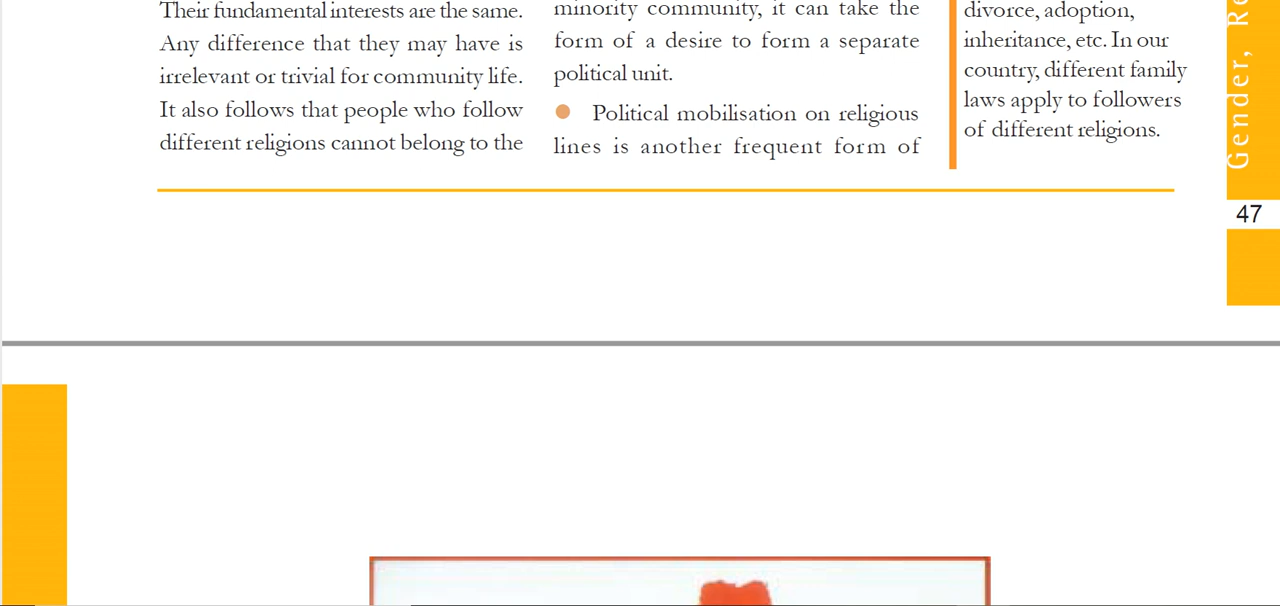 Their fundamental interests are the same.
Any difference that they may have is
irrelevant or trivial for community life.
It also follows that people who follow
different religions cannot belong to the
minority community, it can take the
form of a desire to form a separate
political unit.
● Political mobilisation on religious
lines is another frequent form of
divorce, adoption,
inheritance, etc. In our
country, different family
laws apply to followers
of different religions.
Gender, Re
47